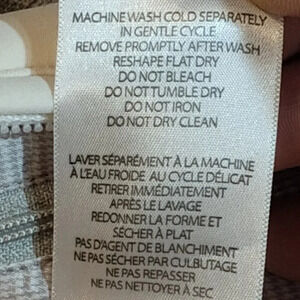 MACHINE WASH COLD SEPARATELY
IN GENTLE CYCLE
REMOVE PROMPTLY AFTER WASH
RESHAPE FLAT DRY
DO NOT BLEACH
DO NOT TUMBLE DRY
DO NOT IRON
DO NOT DRY CLEAN
LAVER SÉPARÉMENT À LA MACHINE
À L'EAU FROIDE AU CYCLE DÉLICAT
RETIRER IMMÉDIATEMENT
APRÈS LE LAVAGE
REDONNER LA FORME ET
SÉCHER À PLAT
PAS D'AGENT DE BLANCHIMENT
NE PAS SÉCHER PAR CULBUTAGE
NE PAS REPASSER
NE PAS NETTOYER À SEC